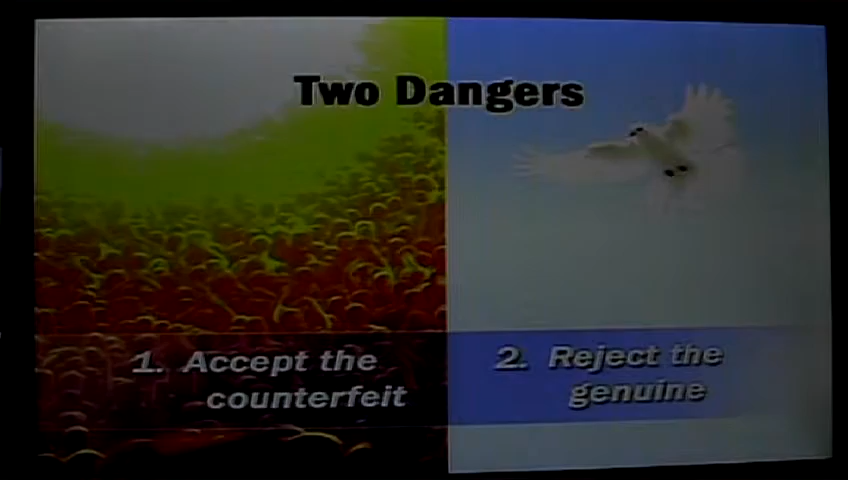 Two Dangers
1. Accept the
counterfeit
2. Reject the
genuine